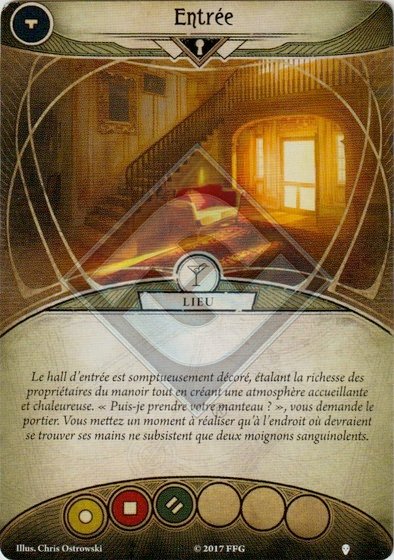 Entrée
LIEU
Le hall d'entrée est somptueusement décoré, étalant la richesse des
propriétaires du manoir tout en créant une atmosphère accueillante
et chaleureuse. « Puis-je prendre votre manteau ? », vous demande le
portier. Vous mettez un moment à réaliser qu'à l'endroit où devraient
se trouver ses mains ne subsistent que deux moignons sanguinolents.
Illus. Chris Ostrowski
© 2017 FFG